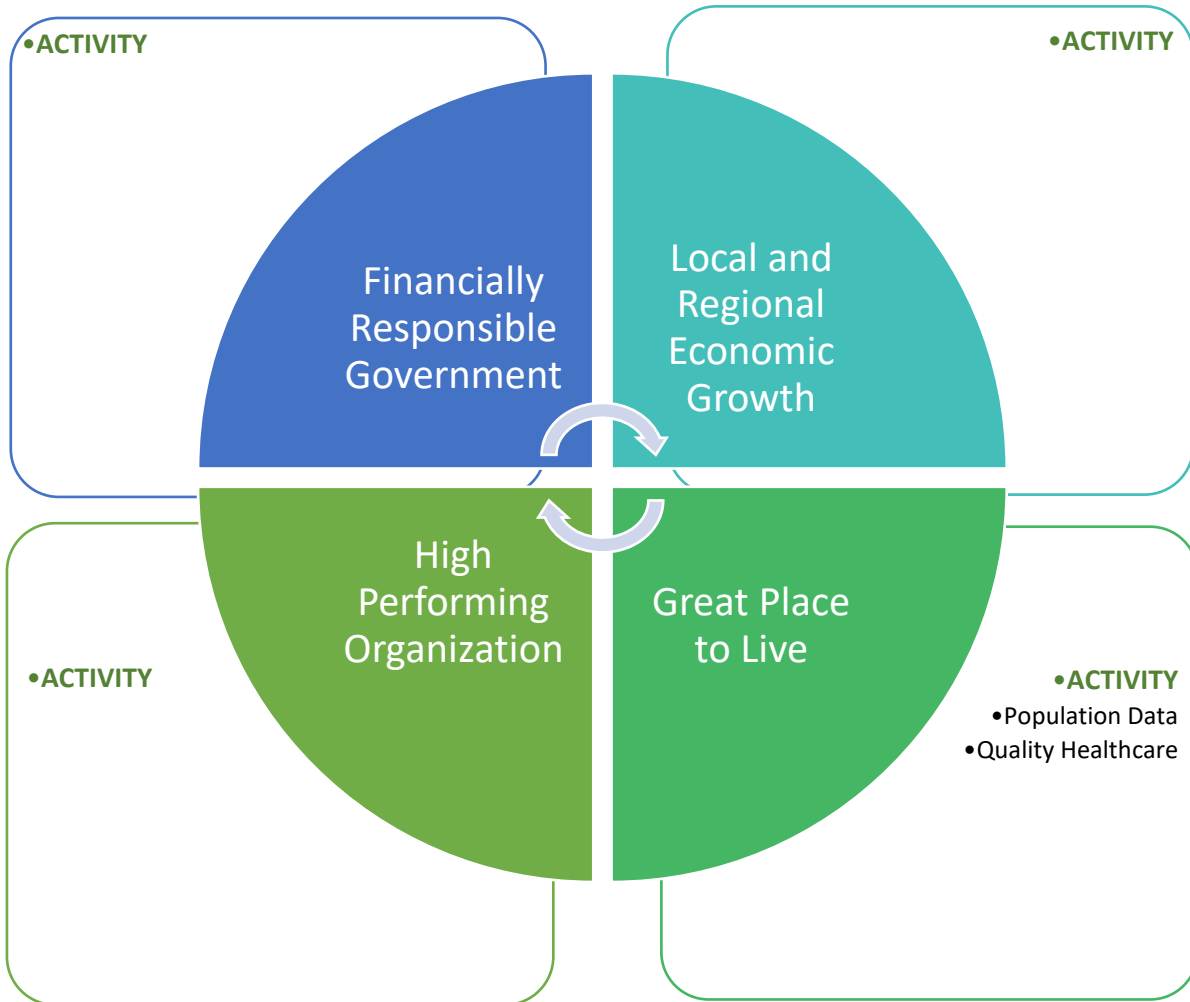 •ACTIVITY
•ACTIVITY
Financially
Responsible
Government
Local and
Regional
Economic
Growth
High
Performing
Organization
Great Place
to Live
•ACTIVITY
•ACTIVITY
•Population Data
•Quality Healthcare